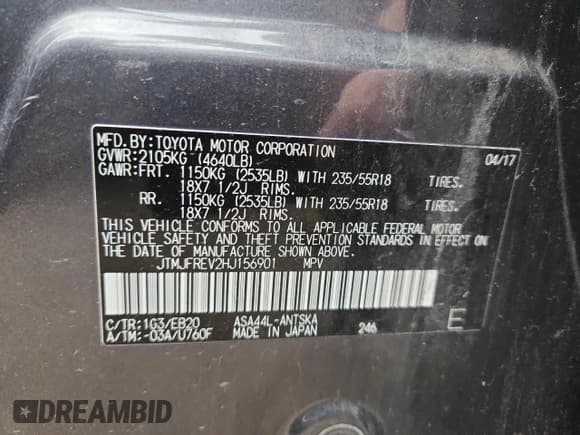 MFD.BY:TOYOTA MOTOR CORPORATION 04/17
GVWR:2105KG (4640LB)
GAWR:FRT. 1150KG (2535LB) WITH 235/55R18 TIRES.
18X7 1/2J RIMS.
RR. 1150KG (2535LB) WITH 235/55R18 TIRES.
18X7 1/2J RIMS.
THIS VEHICLE CONFORMS TO ALL APPLICABLE FEDERAL MOTOR
VEHICLE SAFETY AND THEFT PREVENTION STANDARDS IN EFFECT ON
THE DATE OF MANUFACTURE SHOWN ABOVE.
JTMJFREV2HJ156901 MPV
C/TR:1G3/EB20 ASA44L-ANTSKA
A/TM:-03A/U760F MADE IN JAPAN 246 E
DREAMBID